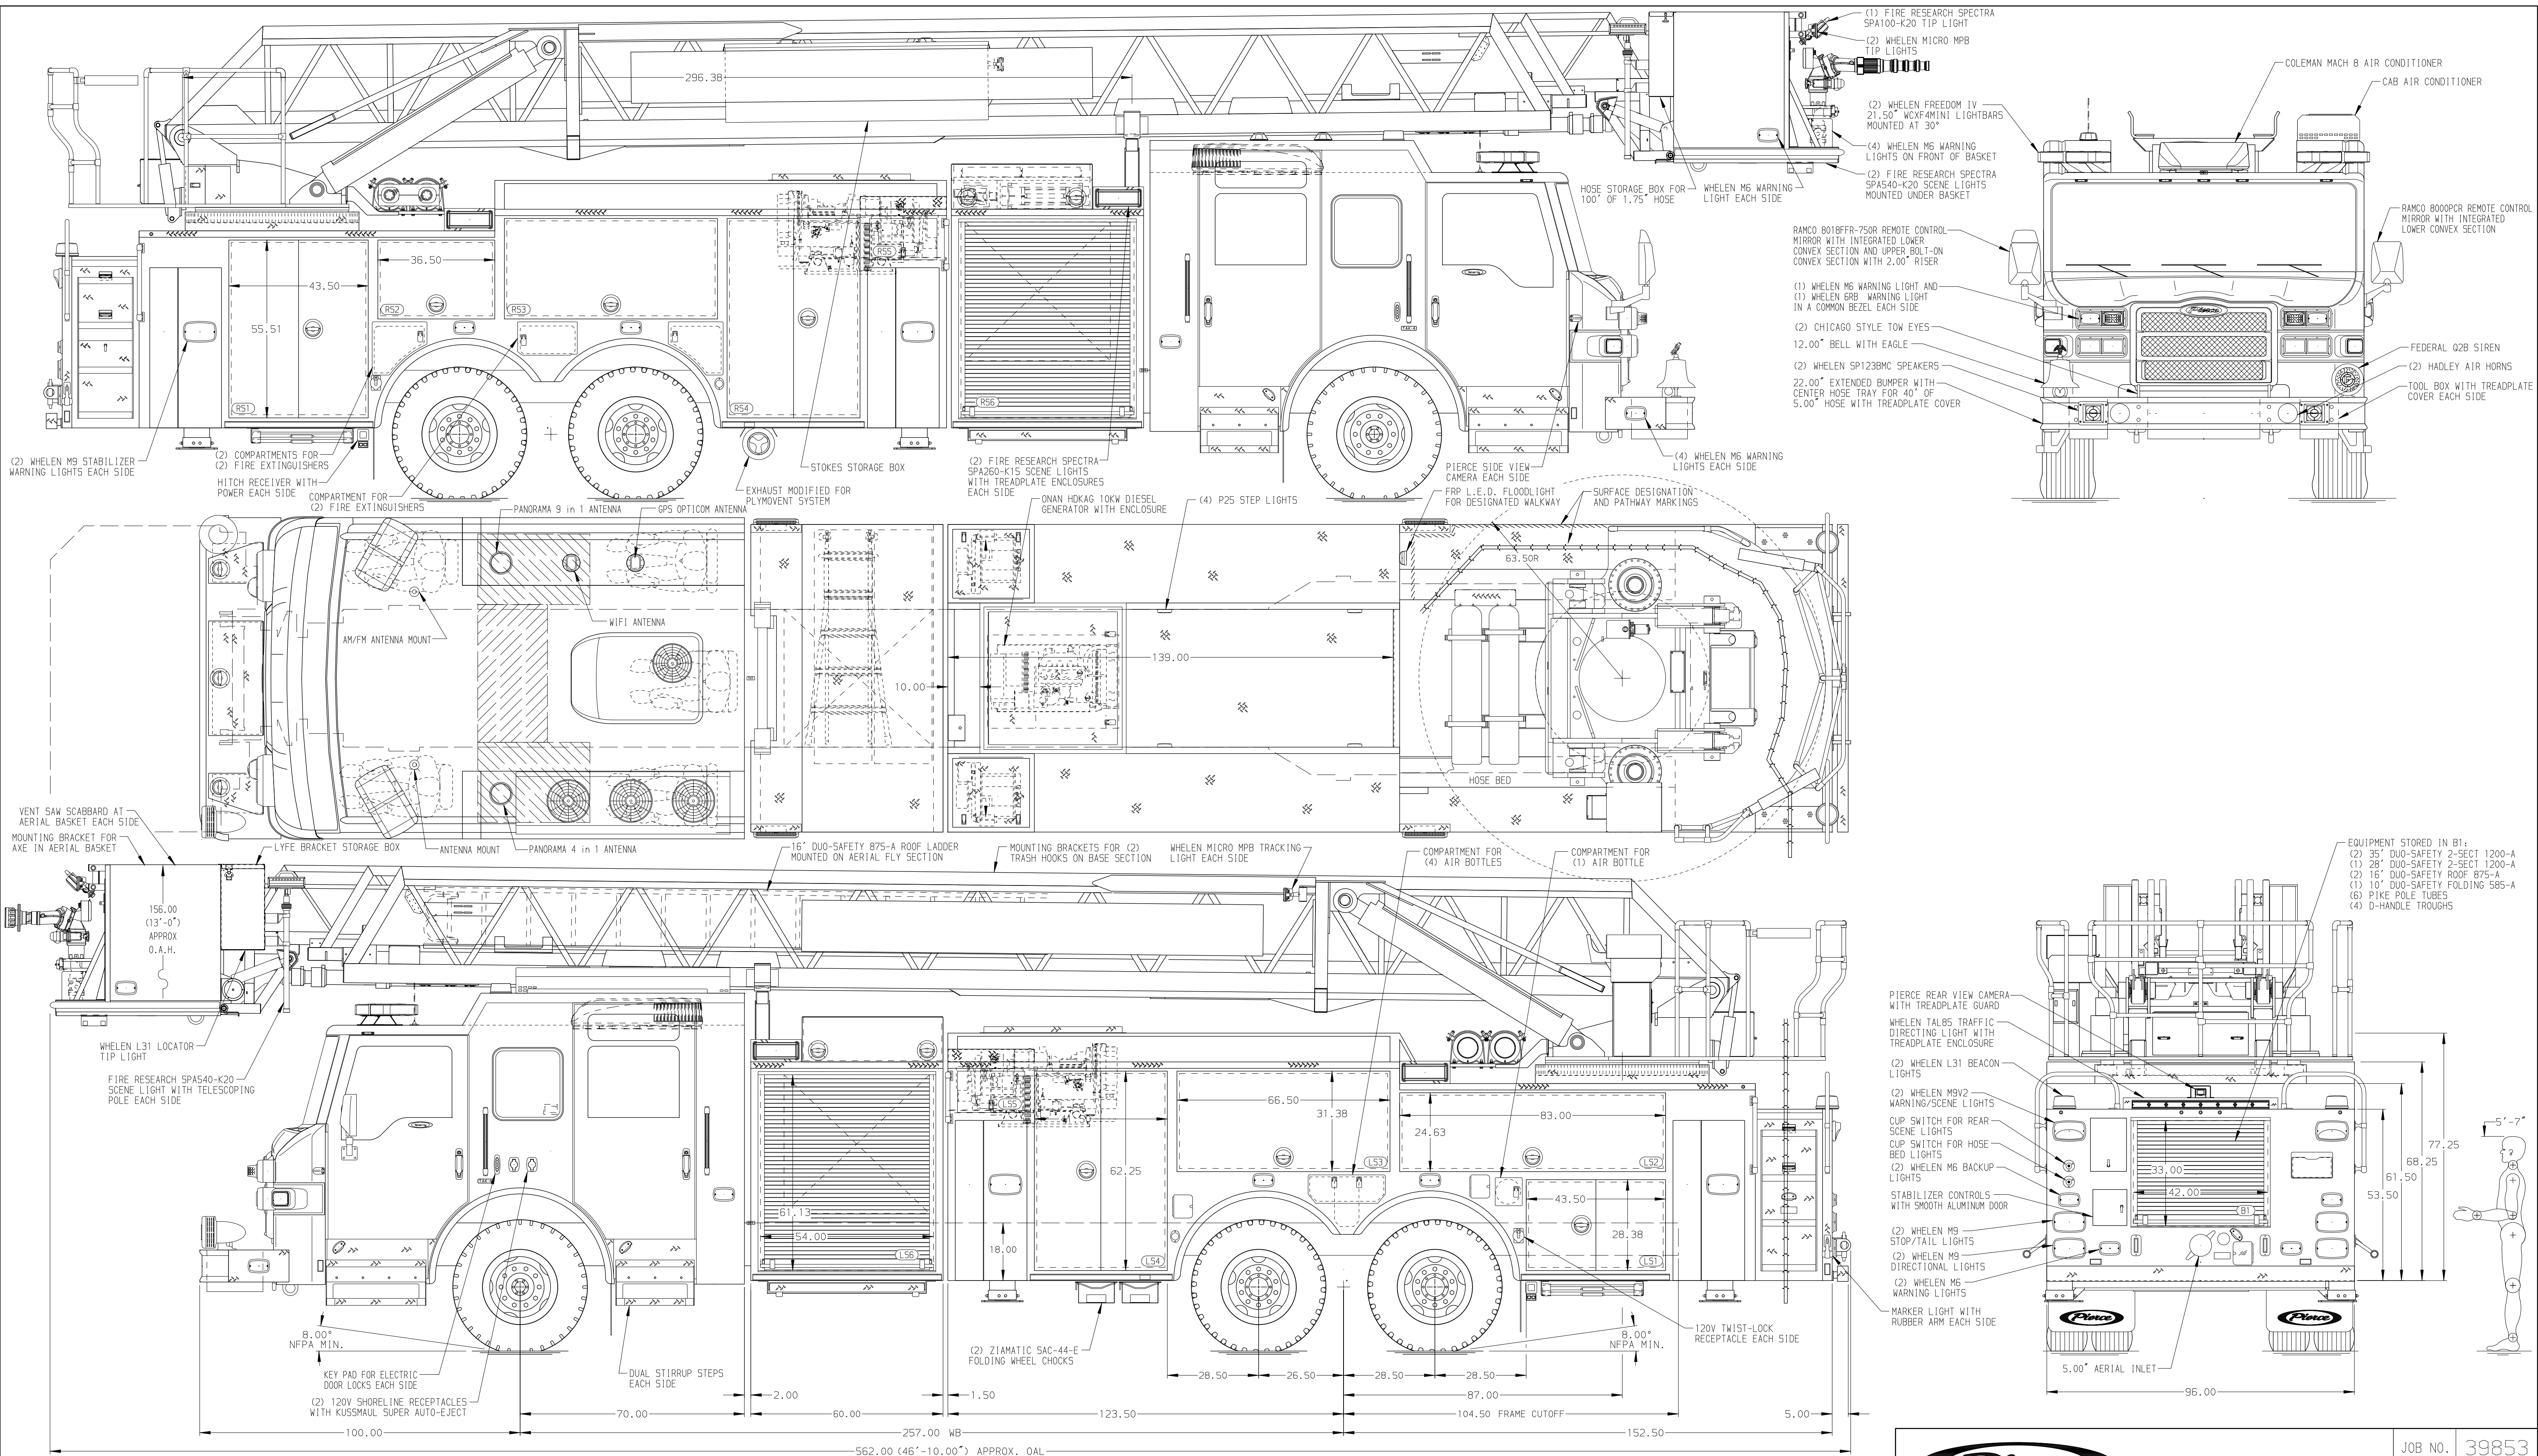 (1) FIRE RESEARCH SPECTRA
SPA100-K20 TIP LIGHT
(2) WHELEN MICRO MPB
TIP LIGHTS
296.38
COLEMAN MACH 8 AIR CONDITIONER
CAB AIR CONDITIONER
(2) WHELEN FREEDOM IV
21.50" WCXF4MINI LIGHTBARS
MOUNTED AT 30°
(4) WHELEN M6 WARNING
LIGHTS ON FRONT OF BASKET
(2) FIRE RESEARCH SPECTRA
SPA540-K20 SCENE LIGHTS
MOUNTED UNDER BASKET
HOSE STORAGE BOX FOR
100' OF 1.75" HOSE
WHELEN M6 WARNING
LIGHT EACH SIDE
RAMCO 8000PCR REMOTE CONTROL
MIRROR WITH INTEGRATED
LOWER CONVEX SECTION
RAMCO 8018FFR-750R REMOTE CONTROL
MIRROR WITH INTEGRATED LOWER
CONVEX SECTION AND UPPER BOLT-ON
CONVEX SECTION WITH 2.00" RISER
(1) WHELEN M6 WARNING LIGHT AND
(1) WHELEN 6RB WARNING LIGHT
IN A COMMON BEZEL EACH SIDE
(2) CHICAGO STYLE TOW EYES
12.00" BELL WITH EAGLE
(2) WHELEN SP123BMC SPEAKERS
22.00" EXTENDED BUMPER WITH
CENTER HOSE TRAY FOR 40' OF
5.00" HOSE WITH TREADPLATE COVER
Pierce
FEDERAL Q2B SIREN
(2) HADLEY AIR HORNS
TOOL BOX WITH TREADPLATE
COVER EACH SIDE
43.50
36.50
55.51
RS1
RS2
RS3
RS4
RS5
RS6
TAK-4
(2) WHELEN M9 STABILIZER
WARNING LIGHTS EACH SIDE
(2) COMPARTMENTS FOR
(2) FIRE EXTINGUISHERS
HITCH RECEIVER WITH
POWER EACH SIDE
COMPARTMENT FOR
(2) FIRE EXTINGUISHERS
EXHAUST MODIFIED FOR
PLYMOVENT SYSTEM
STOKES STORAGE BOX
(2) FIRE RESEARCH SPECTRA
SPA260-K15 SCENE LIGHTS
WITH TREADPLATE ENCLOSURES
EACH SIDE
PIERCE SIDE VIEW
CAMERA EACH SIDE
(4) WHELEN M6 WARNING
LIGHTS EACH SIDE
PANORAMA 9 in 1 ANTENNA
GPS OPTICOM ANTENNA
ONAN HDKAG 10KW DIESEL
GENERATOR WITH ENCLOSURE
(4) P25 STEP LIGHTS
FRP L.E.D. FLOODLIGHT
FOR DESIGNATED WALKWAY
SURFACE DESIGNATION
AND PATHWAY MARKINGS
63.50R
AM/FM ANTENNA MOUNT
WIFI ANTENNA
10.00
139.00
HOSE BED
VENT SAW SCABBARD AT
AERIAL BASKET EACH SIDE
MOUNTING BRACKET FOR
AXE IN AERIAL BASKET
LYFE BRACKET STORAGE BOX
ANTENNA MOUNT
PANORAMA 4 in 1 ANTENNA
16' DUO-SAFETY 875-A ROOF LADDER
MOUNTED ON AERIAL FLY SECTION
MOUNTING BRACKETS FOR (2)
TRASH HOOKS ON BASE SECTION
WHELEN MICRO MPB TRACKING
LIGHT EACH SIDE
COMPARTMENT FOR
(4) AIR BOTTLES
COMPARTMENT FOR
(1) AIR BOTTLE
EQUIPMENT STORED IN B1:
(2) 35' DUO-SAFETY 2-SECT 1200-A
(1) 28' DUO-SAFETY 2-SECT 1200-A
(2) 16' DUO-SAFETY ROOF 875-A
(1) 10' DUO-SAFETY FOLDING 585-A
(6) PIKE POLE TUBES
(4) D-HANDLE TROUGHS
156.00
(13'-0")
APPROX
O.A.H.
WHELEN L31 LOCATOR
TIP LIGHT
FIRE RESEARCH SPA540-K20
SCENE LIGHT WITH TELESCOPING
POLE EACH SIDE
TAK-4
61.13
54.00
LS6
LS5
62.25
LS4
18.00
66.50
31.38
LS3
83.00
24.63
LS2
43.50
28.38
LS1
PIERCE REAR VIEW CAMERA
WITH TREADPLATE GUARD
WHELEN TAL85 TRAFFIC
DIRECTING LIGHT WITH
TREADPLATE ENCLOSURE
(2) WHELEN L31 BEACON
LIGHTS
(2) WHELEN M9V2
WARNING/SCENE LIGHTS
CUP SWITCH FOR REAR
SCENE LIGHTS
CUP SWITCH FOR HOSE
BED LIGHTS
(2) WHELEN M6 BACKUP
LIGHTS
STABILIZER CONTROLS
WITH SMOOTH ALUMINUM DOOR
(2) WHELEN M9
STOP/TAIL LIGHTS
(2) WHELEN M9
DIRECTIONAL LIGHTS
(2) WHELEN M6
WARNING LIGHTS
MARKER LIGHT WITH
RUBBER ARM EACH SIDE
33.00
42.00
B1
53.50
61.50
68.25
77.25
5'-7"
Pierce
Pierce
5.00" AERIAL INLET
96.00
8.00°
NFPA MIN.
KEY PAD FOR ELECTRIC
DOOR LOCKS EACH SIDE
(2) 120V SHORELINE RECEPTACLES
WITH KUSSMAUL SUPER AUTO-EJECT
DUAL STIRRUP STEPS
EACH SIDE
(2) ZIAMATIC SAC-44-E
FOLDING WHEEL CHOCKS
8.00°
NFPA MIN.
120V TWIST-LOCK
RECEPTACLE EACH SIDE
28.50
26.50
28.50
28.50
2.00
1.50
87.00
70.00
60.00
123.50
104.50 FRAME CUTOFF
5.00
100.00
257.00 WB
152.50
562.00 (46'-10.00") APPROX. OAL
JOB NO.
39853